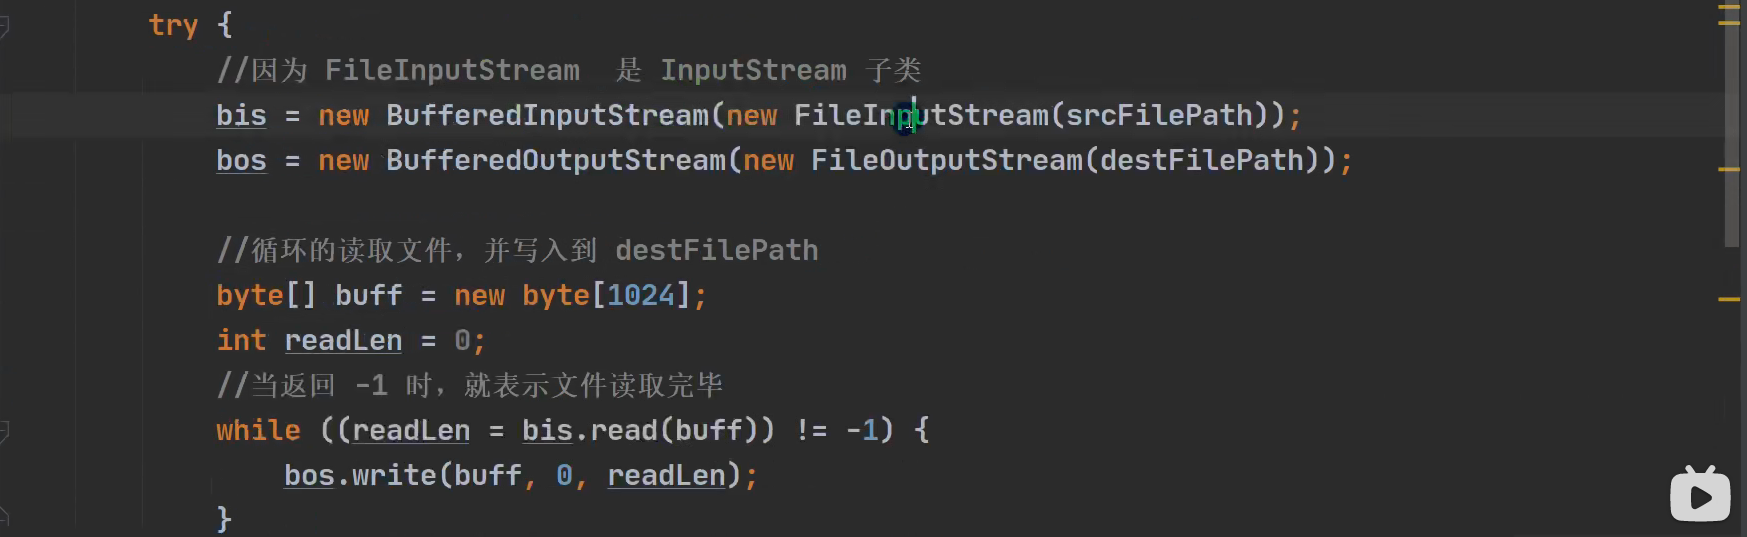 try {
//因为 FileInputStream  是 InputStream 子类
bis = new BufferedInputStream(new FileInputStream(srcFilePath));
bos = new BufferedOutputStream(new FileOutputStream(destFilePath));
//循环的读取文件，并写入到 destFilePath
byte[] buff = new byte[1024];
int readLen = 0;
//当返回 -1 时，就表示文件读取完毕
while ((readLen = bis.read(buff)) != -1) {
bos.write(buff, 0, readLen);
}